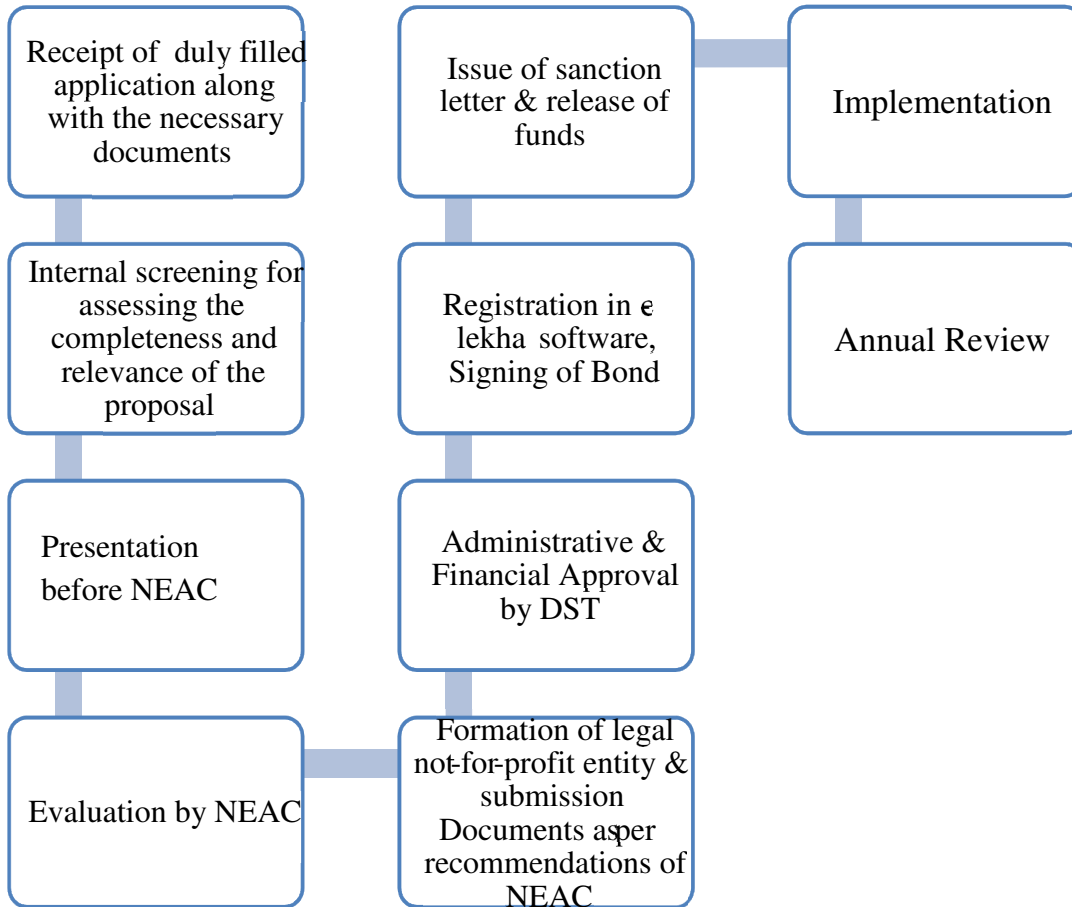 Receipt of duly filled
application along
with the necessary
documents
Internal screening for
assessing the
completeness and
relevance of the
proposal
Presentation
before NEAC
Evaluation by NEAC
Formation of legal
not-for-profit entity &
submission
Documents as per
recommendations of
NEAC
Administrative &
Financial Approval
by DST
Registration in e
lekha software,
Signing of Bond
Issue of sanction
letter & release of
funds
Implementation
Annual Review